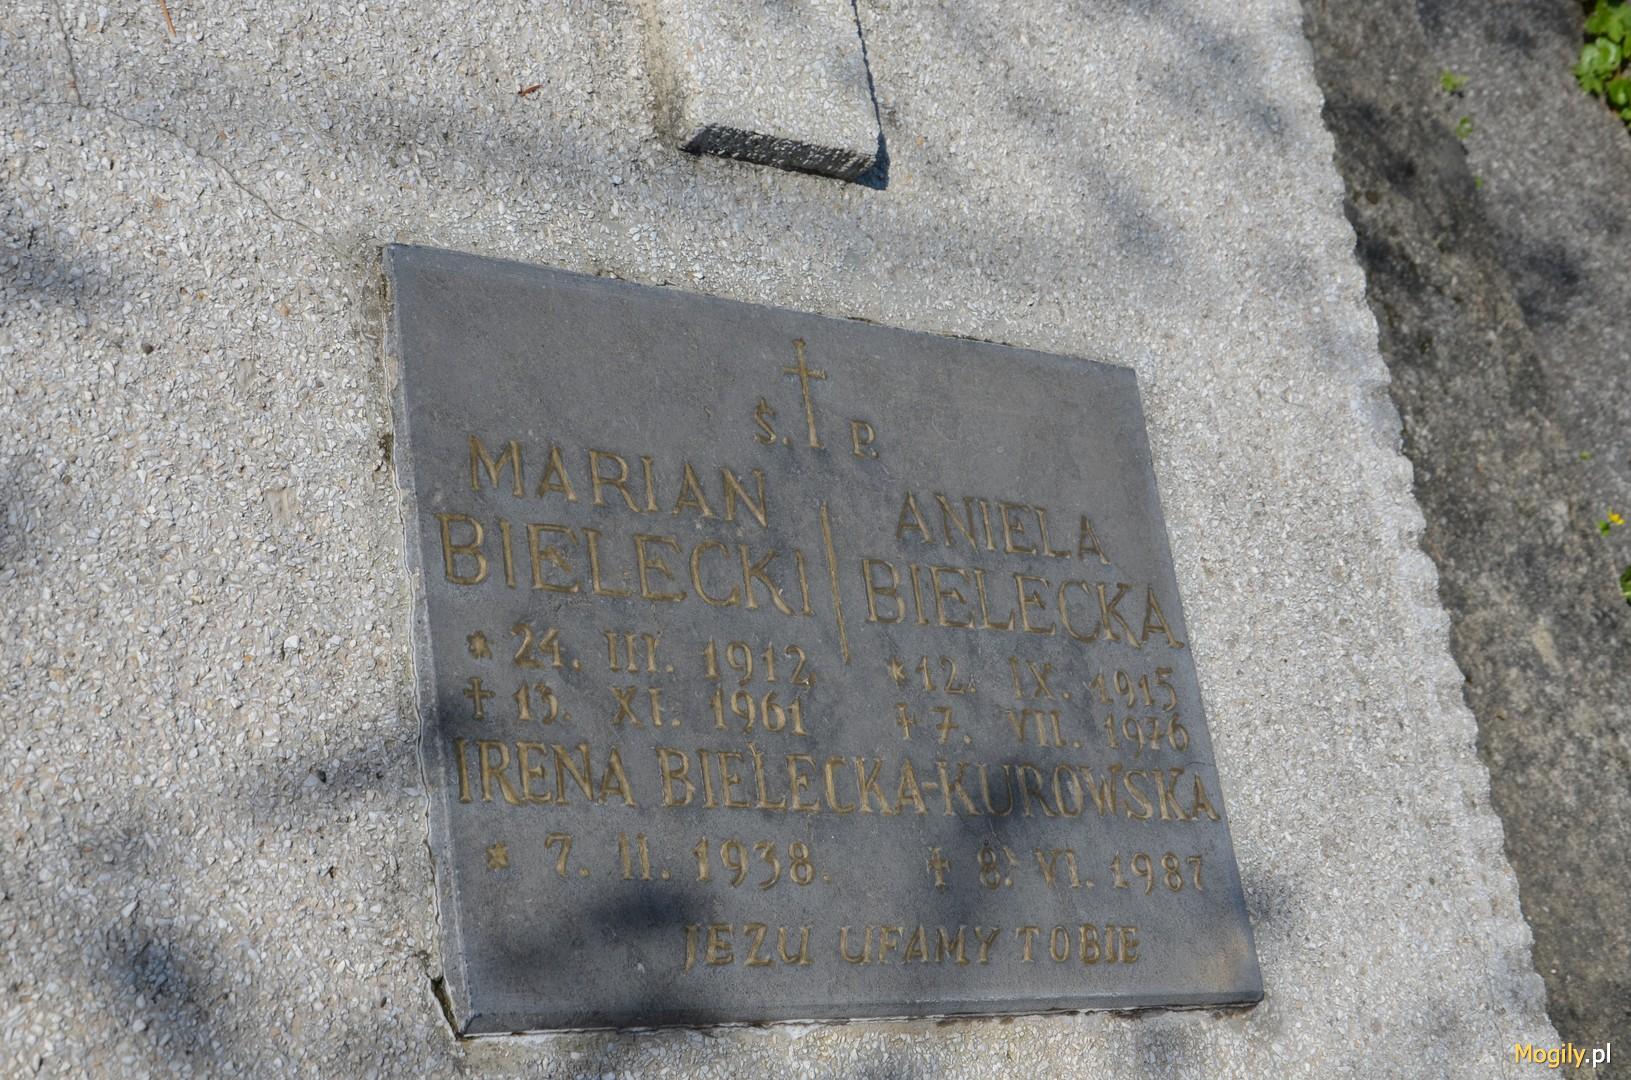 Ś. P.
MARIAN
BIELECKI
* 24. III. 1912
† 13. XI. 1961
ANIELA
BIELECKA
* 12. IX. 1915
† 7. VII. 1976
IRENA BIELECKA-KUROWSKA
* 7. II. 1938. † 8. VI. 1987
JEZU UFAMY TOBIE
Mogily.pl